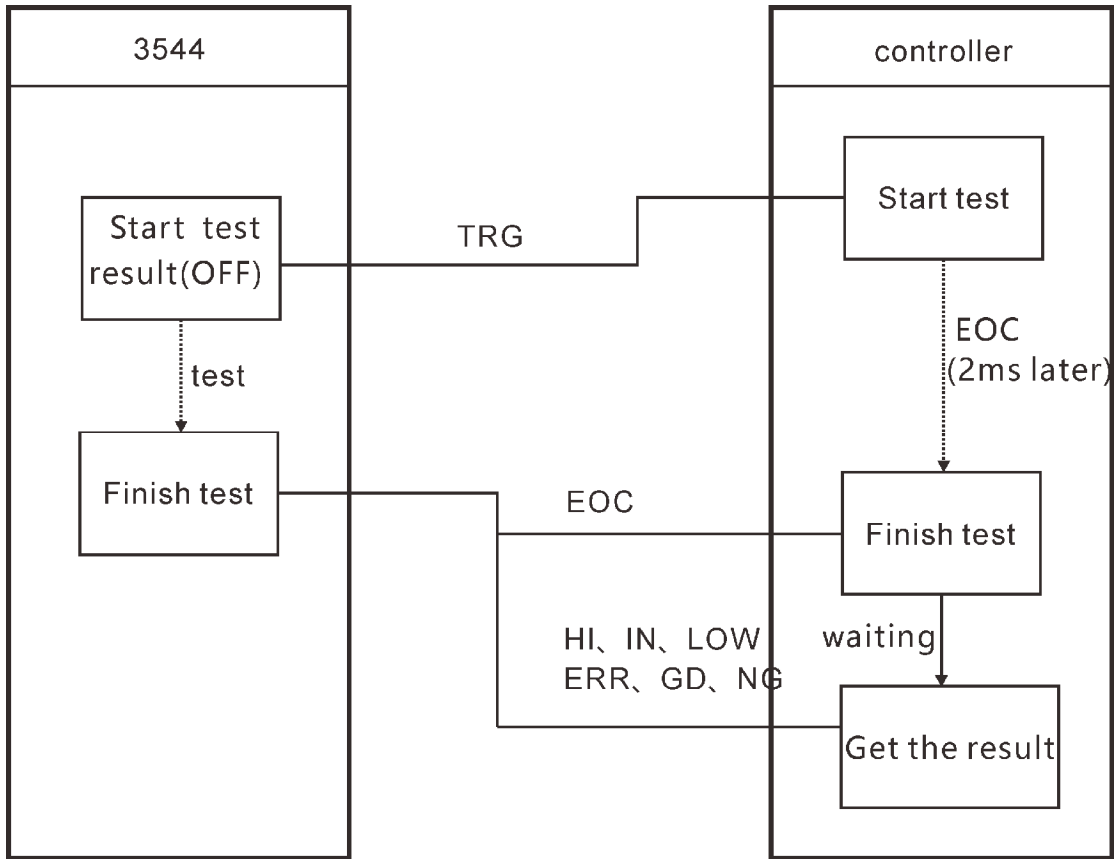 3544
controller
Start test
Start test
result(OFF)
TRG
EOC
(2ms later)
test
Finish test
EOC
Finish test
HI、IN、LOW
ERR、GD、NG
waiting
Get the result